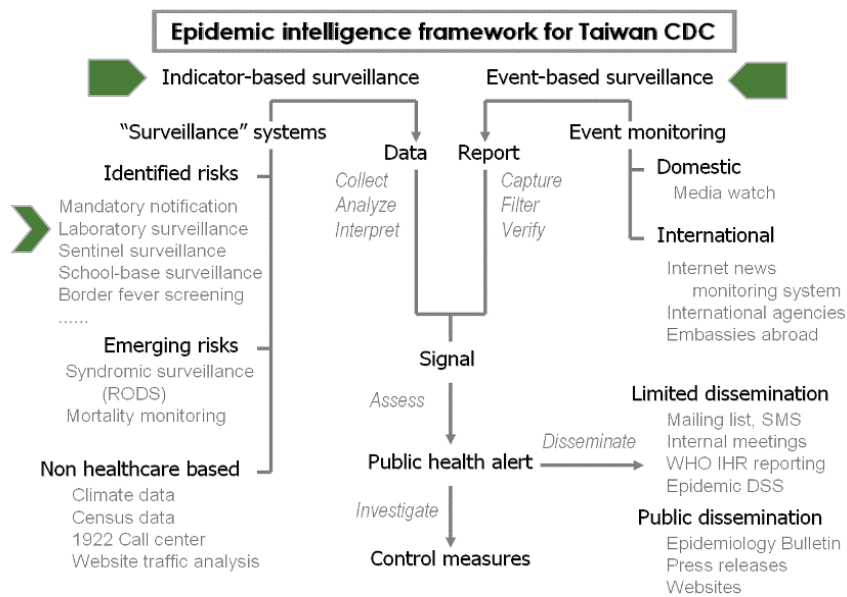 Epidemic intelligence framework for Taiwan CDC
Indicator-based surveillance
Event-based surveillance
“Surveillance” systems
Identified risks
Mandatory notification
Laboratory surveillance
Sentinel surveillance
School-base surveillance
Border fever screening
......
Emerging risks
Syndromic surveillance
(RODS)
Mortality monitoring
Non healthcare based
Climate data
Census data
1922 Call center
Website traffic analysis
Data
Collect
Analyze
Interpret
Report
Capture
Filter
Verify
Event monitoring
Domestic
Media watch
International
Internet news
monitoring system
International agencies
Embassies abroad
Signal
Assess
Public health alert
Disseminate
Investigate
Control measures
Limited dissemination
Mailing list, SMS
Internal meetings
WHO IHR reporting
Epidemic DSS
Public dissemination
Epidemiology Bulletin
Press releases
Websites